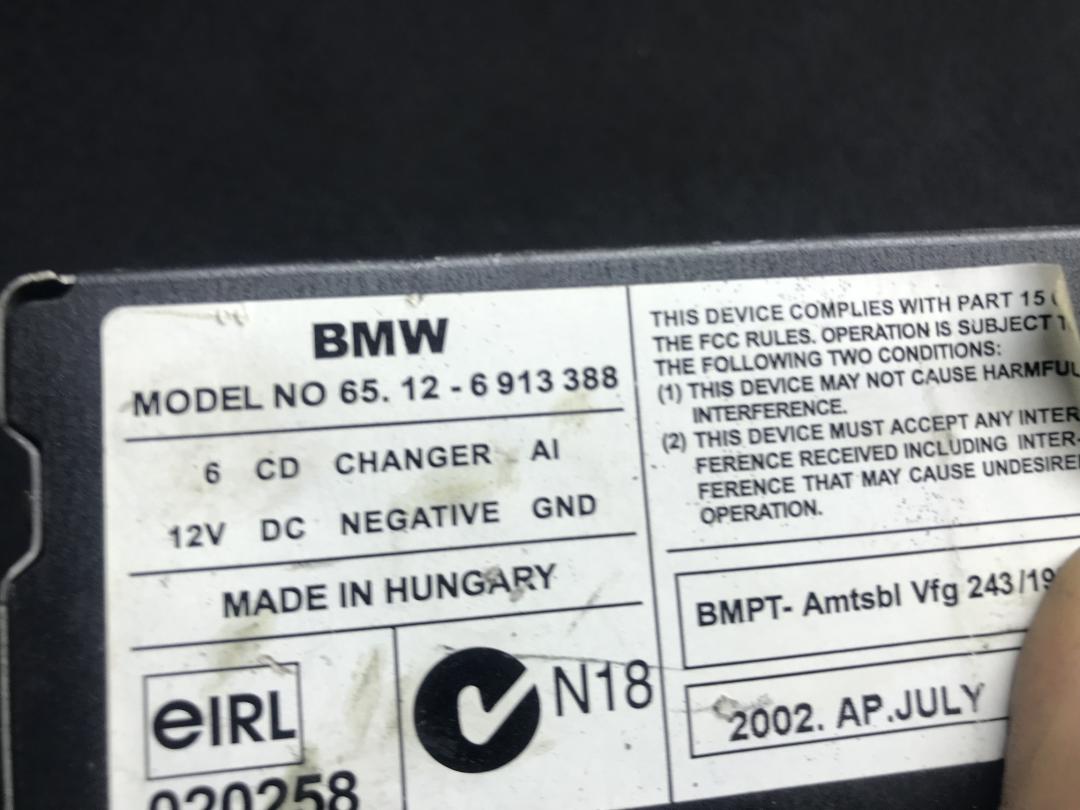 BMW
MODEL NO 65. 12 - 6 913 388
6 CD CHANGER AI
12V DC NEGATIVE GND
MADE IN HUNGARY
eIRL
020258
N18
THIS DEVICE COMPLIES WITH PART 15
THE FCC RULES. OPERATION IS SUBJECT
THE FOLLOWING TWO CONDITIONS:
(1) THIS DEVICE MAY NOT CAUSE HARMFUL
INTERFERENCE.
(2) THIS DEVICE MUST ACCEPT ANY INTER
FERENCE RECEIVED INCLUDING INTER-
FERENCE THAT MAY CAUSE UNDESIRE
OPERATION.
BMPT- Amtsbl Vfg 243/19
2002. AP.JULY